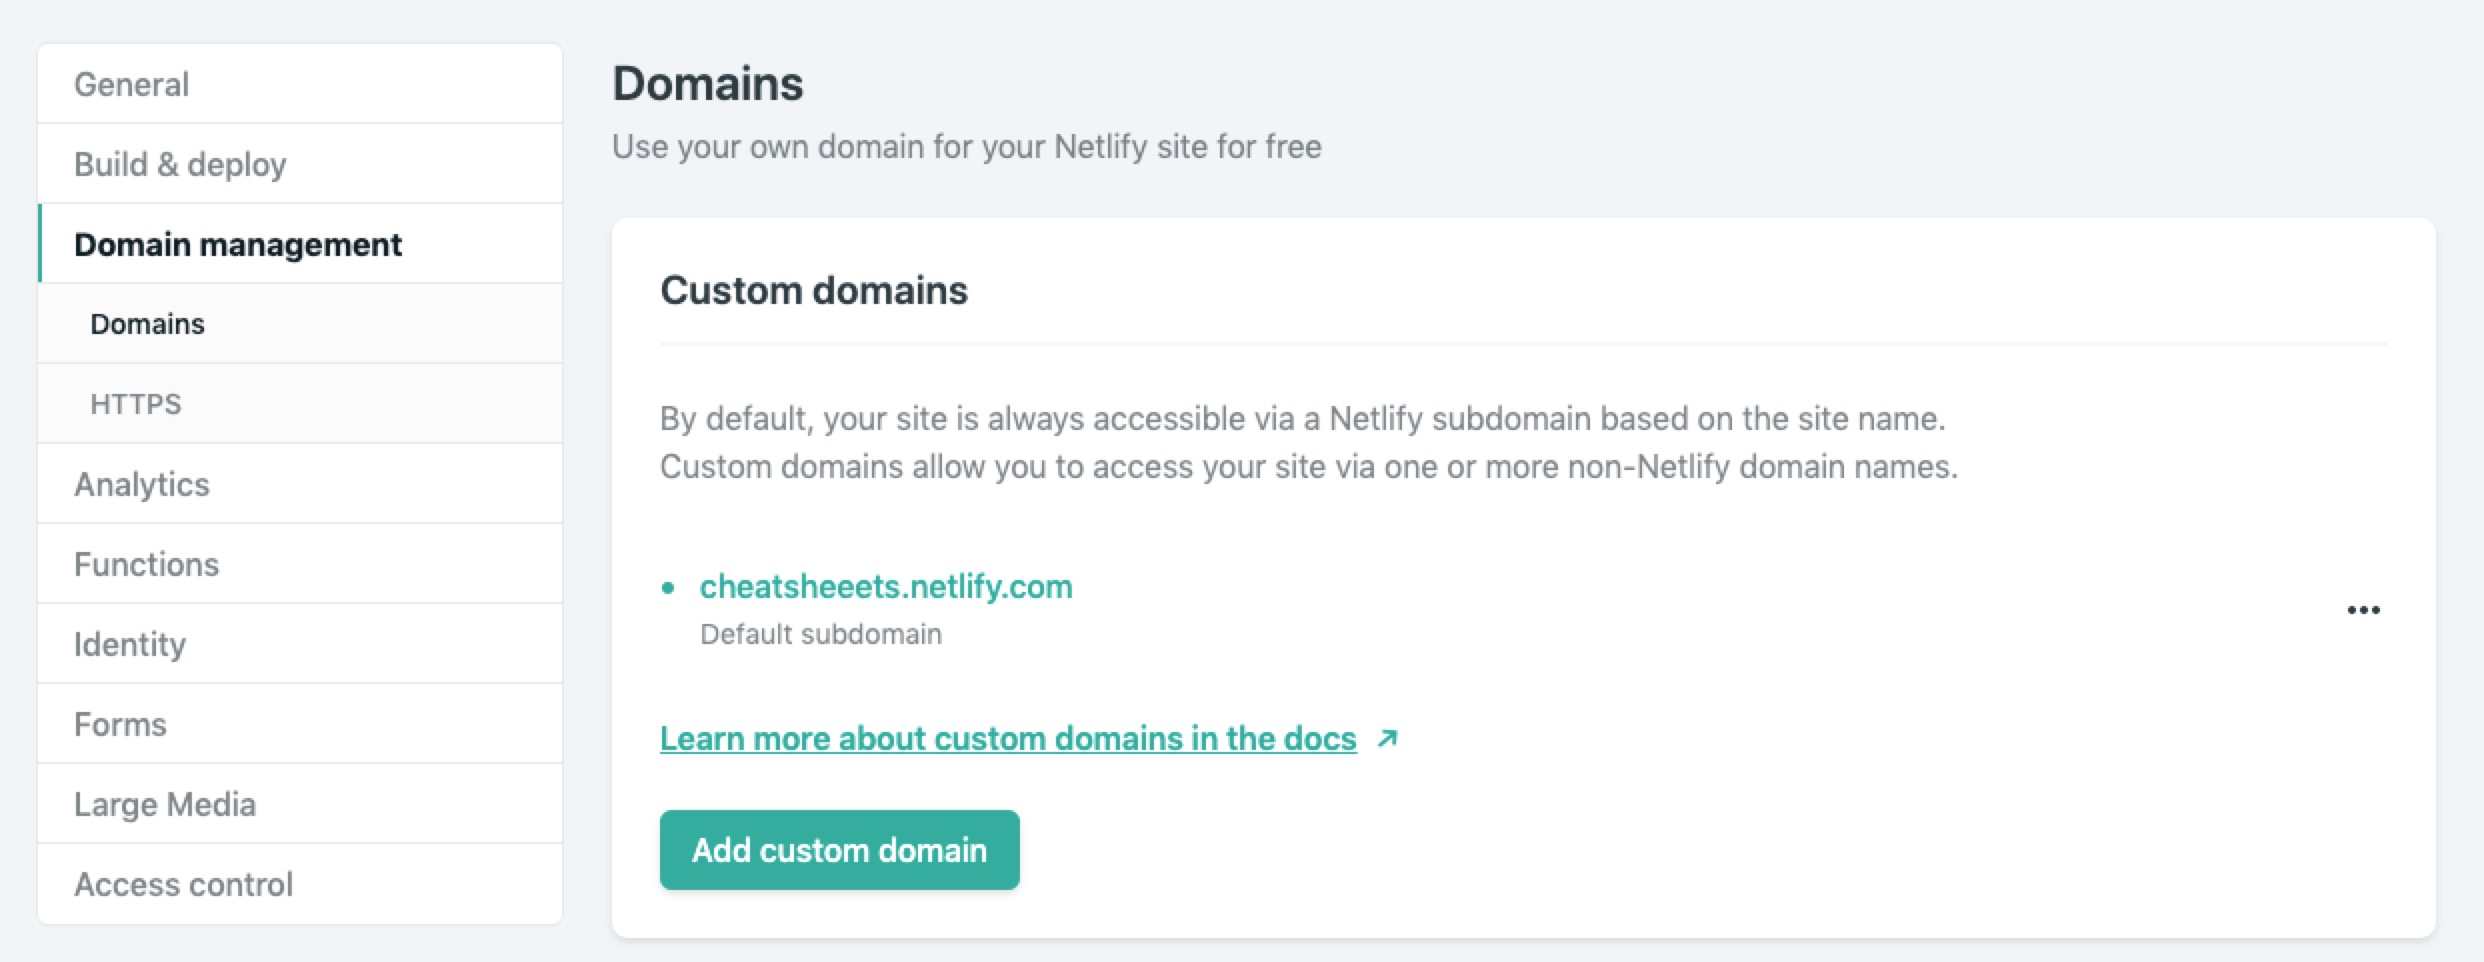 General
Build & deploy
Domain management
Domains
HTTPS
Analytics
Functions
Identity
Forms
Large Media
Access control
Domains
Use your own domain for your Netlify site for free
Custom domains
By default, your site is always accessible via a Netlify subdomain based on the site name.
Custom domains allow you to access your site via one or more non-Netlify domain names.
cheatsheeets.netlify.com
Default subdomain
Learn more about custom domains in the docs
Add custom domain